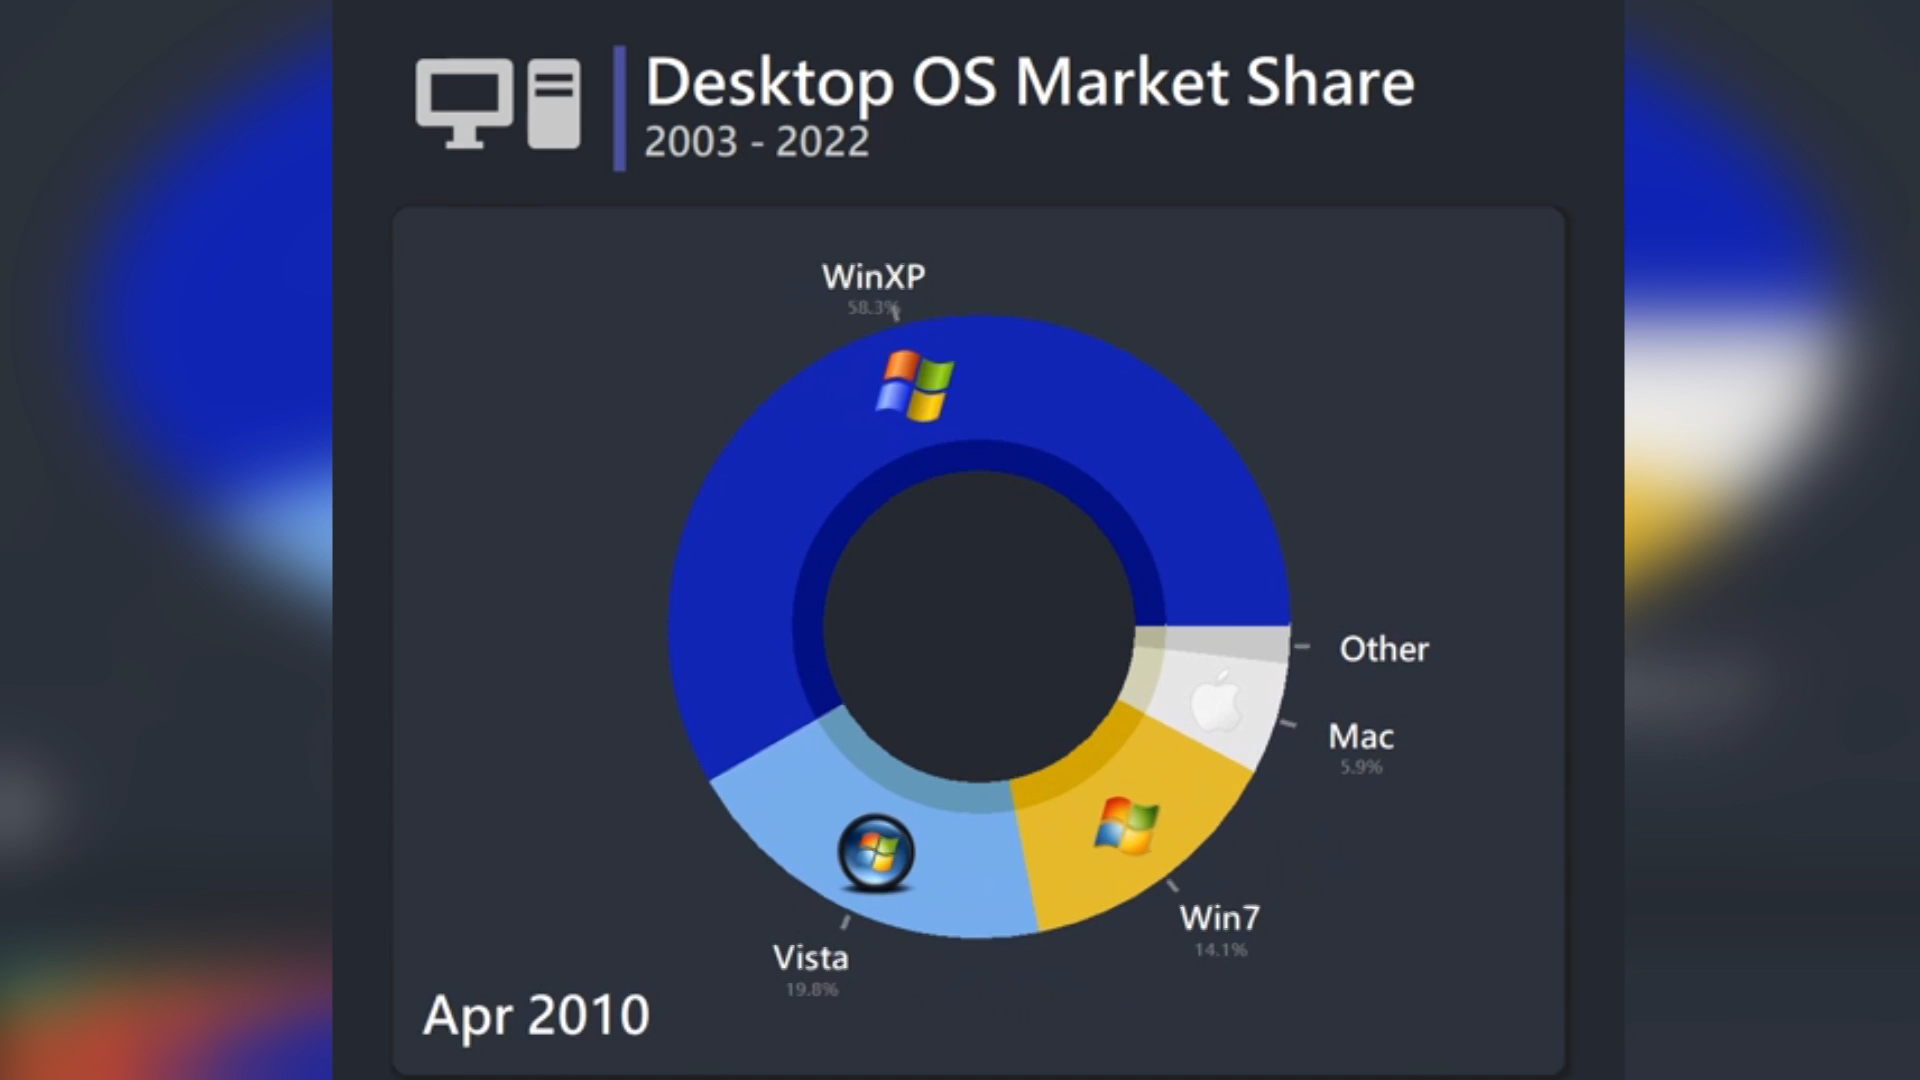 Desktop OS Market Share
2003 - 2022
WinXP
58.3%
Other
Mac
5.9%
Win7
14.1%
Vista
19.8%
Apr 2010